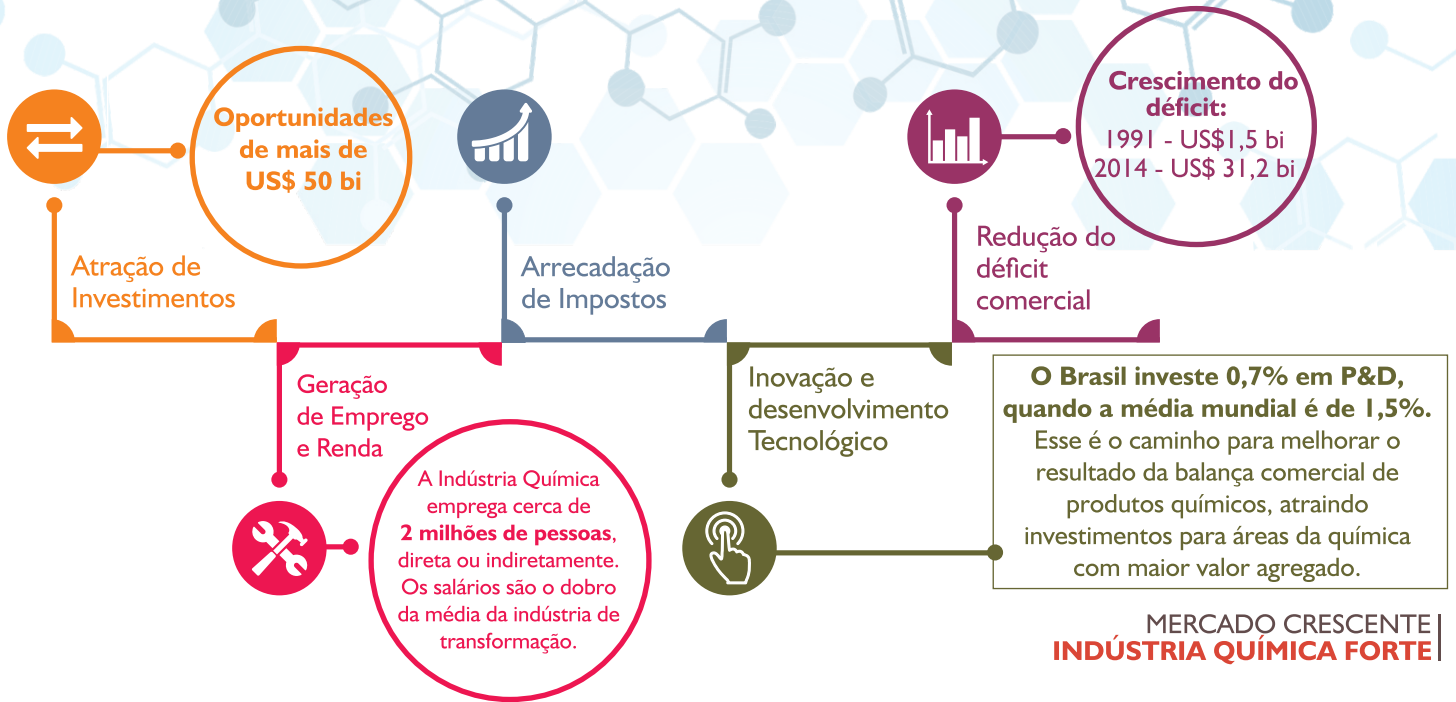 Oportunidades
de mais de
US$ 50 bi
Atração de
Investimentos
Geração
de Emprego
e Renda
A Indústria Química
emprega cerca de
2 milhões de pessoas,
direta ou indiretamente.
Os salários são o dobro
da média da indústria de
transformação.
Arrecadação
de Impostos
Inovação e
desenvolvimento
Tecnológico
O Brasil investe 0,7% em P&D,
quando a média mundial é de 1,5%.
Esse é o caminho para melhorar o
resultado da balança comercial de
produtos químicos, atraindo
investimentos para áreas da química
com maior valor agregado.
Redução do
déficit
comercial
Crescimento do
déficit:
1991 - US$1,5 bi
2014 - US$ 31,2 bi
MERCADO CRESCENTE
INDÚSTRIA QUÍMICA FORTE